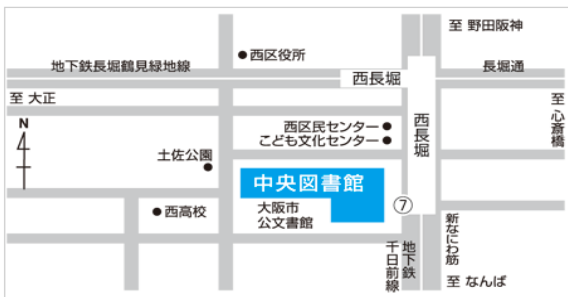 至 野田阪神
西区役所
地下鉄長堀鶴見緑地線
西長堀
長堀通
至 大正
至 心斎橋
N
西区民センター
こども文化センター
西長堀
土佐公園
中央図書館
大阪市
公文書館
西高校
⑦
新なにわ筋
地下鉄
千日前線
至 なんば